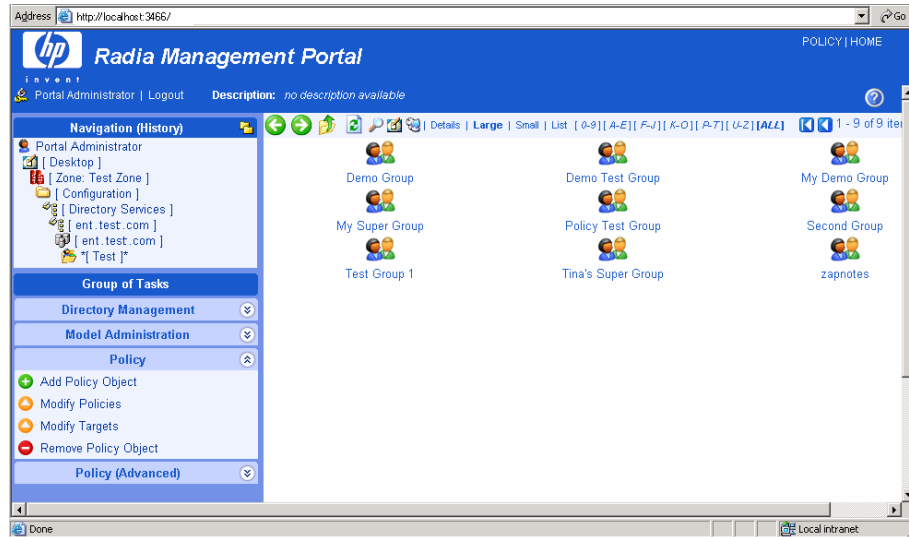 Address http://localhost:3466/ Go
hp
invent
Radia Management Portal
POLICY | HOME
Portal Administrator | Logout Description: no description available
Navigation (History)
Portal Administrator
[ Desktop ]
[ Zone: Test Zone ]
[ Configuration ]
[ Directory Services ]
[ ent.test.com ]
[ ent.test.com ]
*[ Test ]*
Group of Tasks
Directory Management
Model Administration
Policy
Add Policy Object
Modify Policies
Modify Targets
Remove Policy Object
Policy (Advanced)
| Details | Large | Small | List [ 0-9 ][ A-E ][ F-J ][ K-O ][ P-T ][ U-Z ][ALL] 1 - 9 of 9 iter
Demo Group Demo Test Group My Demo Group
My Super Group Policy Test Group Second Group
Test Group 1 Tina's Super Group zapnotes
Done Local intranet